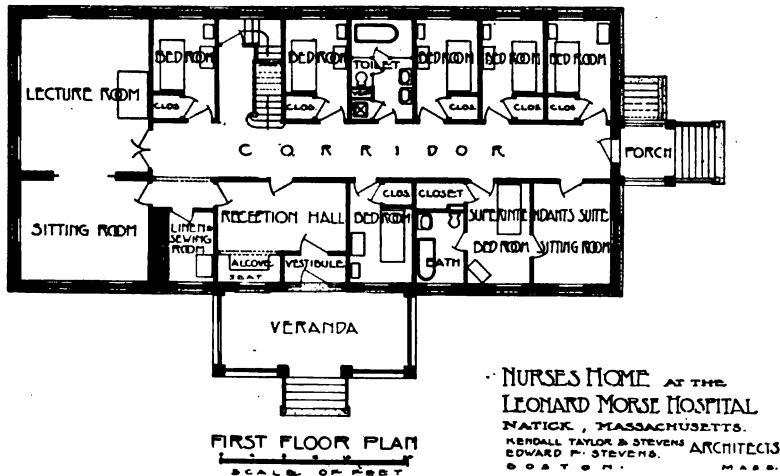 BED ROOM
BED ROOM
TOILET
BED ROOM
BED ROOM
BED ROOM
LECTURE ROOM
CLOS.
CLOS.
CLOS.
CLOS.
CLOS.
CORRIDOR
PORCH
SITTING ROOM
LINEN &
SEWING
ROOM
RECEPTION HALL
ALCOVE
SEAT
VESTIBULE
CLOS.
BED ROOM
CLOSET
BATH
SUPERINTENDANTS SUITE
BED ROOM
SITTING ROOM
VERANDA
FIRST FLOOR PLAN
SCALE OF FEET
NURSES HOME AT THE
LEONARD MORSE HOSPITAL
NATICK, MASSACHUSETTS.
KENDALL TAYLOR & STEVENS ARCHITECTS
EDWARD F. STEVENS.
BOSTON. MASS.